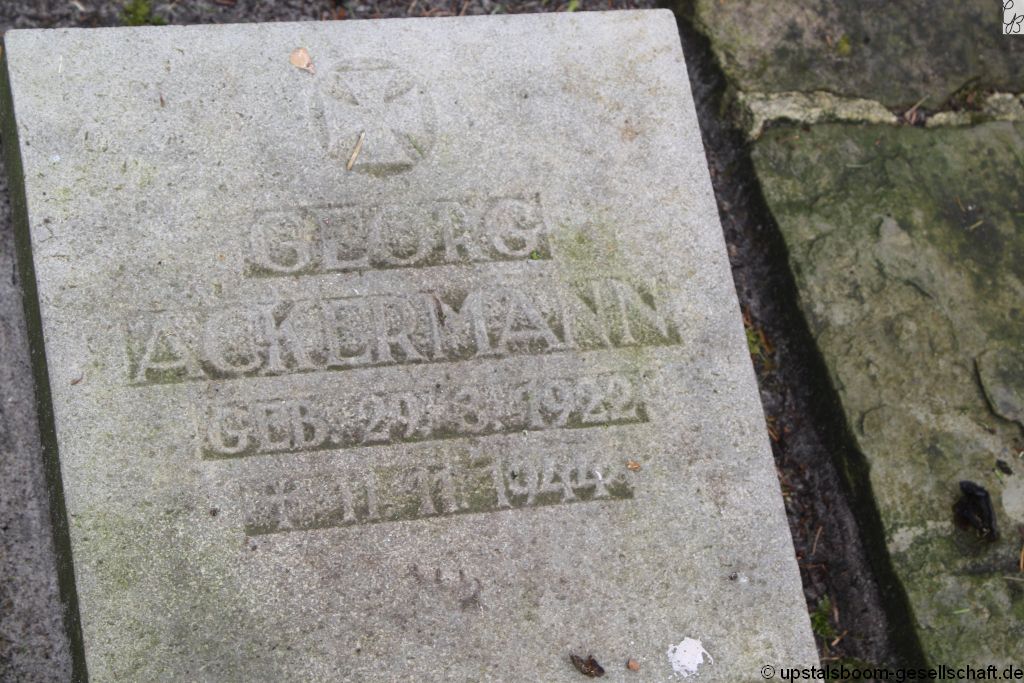 GEORG
ACKERMANN
GEB. 29. 3. 1922
† 11. 11. 1944
© upstalsboom-gesellschaft.de